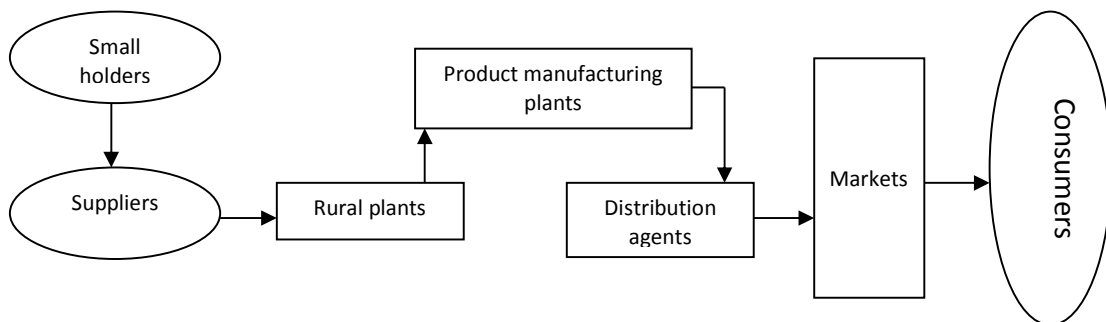 Small
holders
Suppliers
Rural plants
Product manufacturing
plants
Distribution
agents
Markets
Consumers